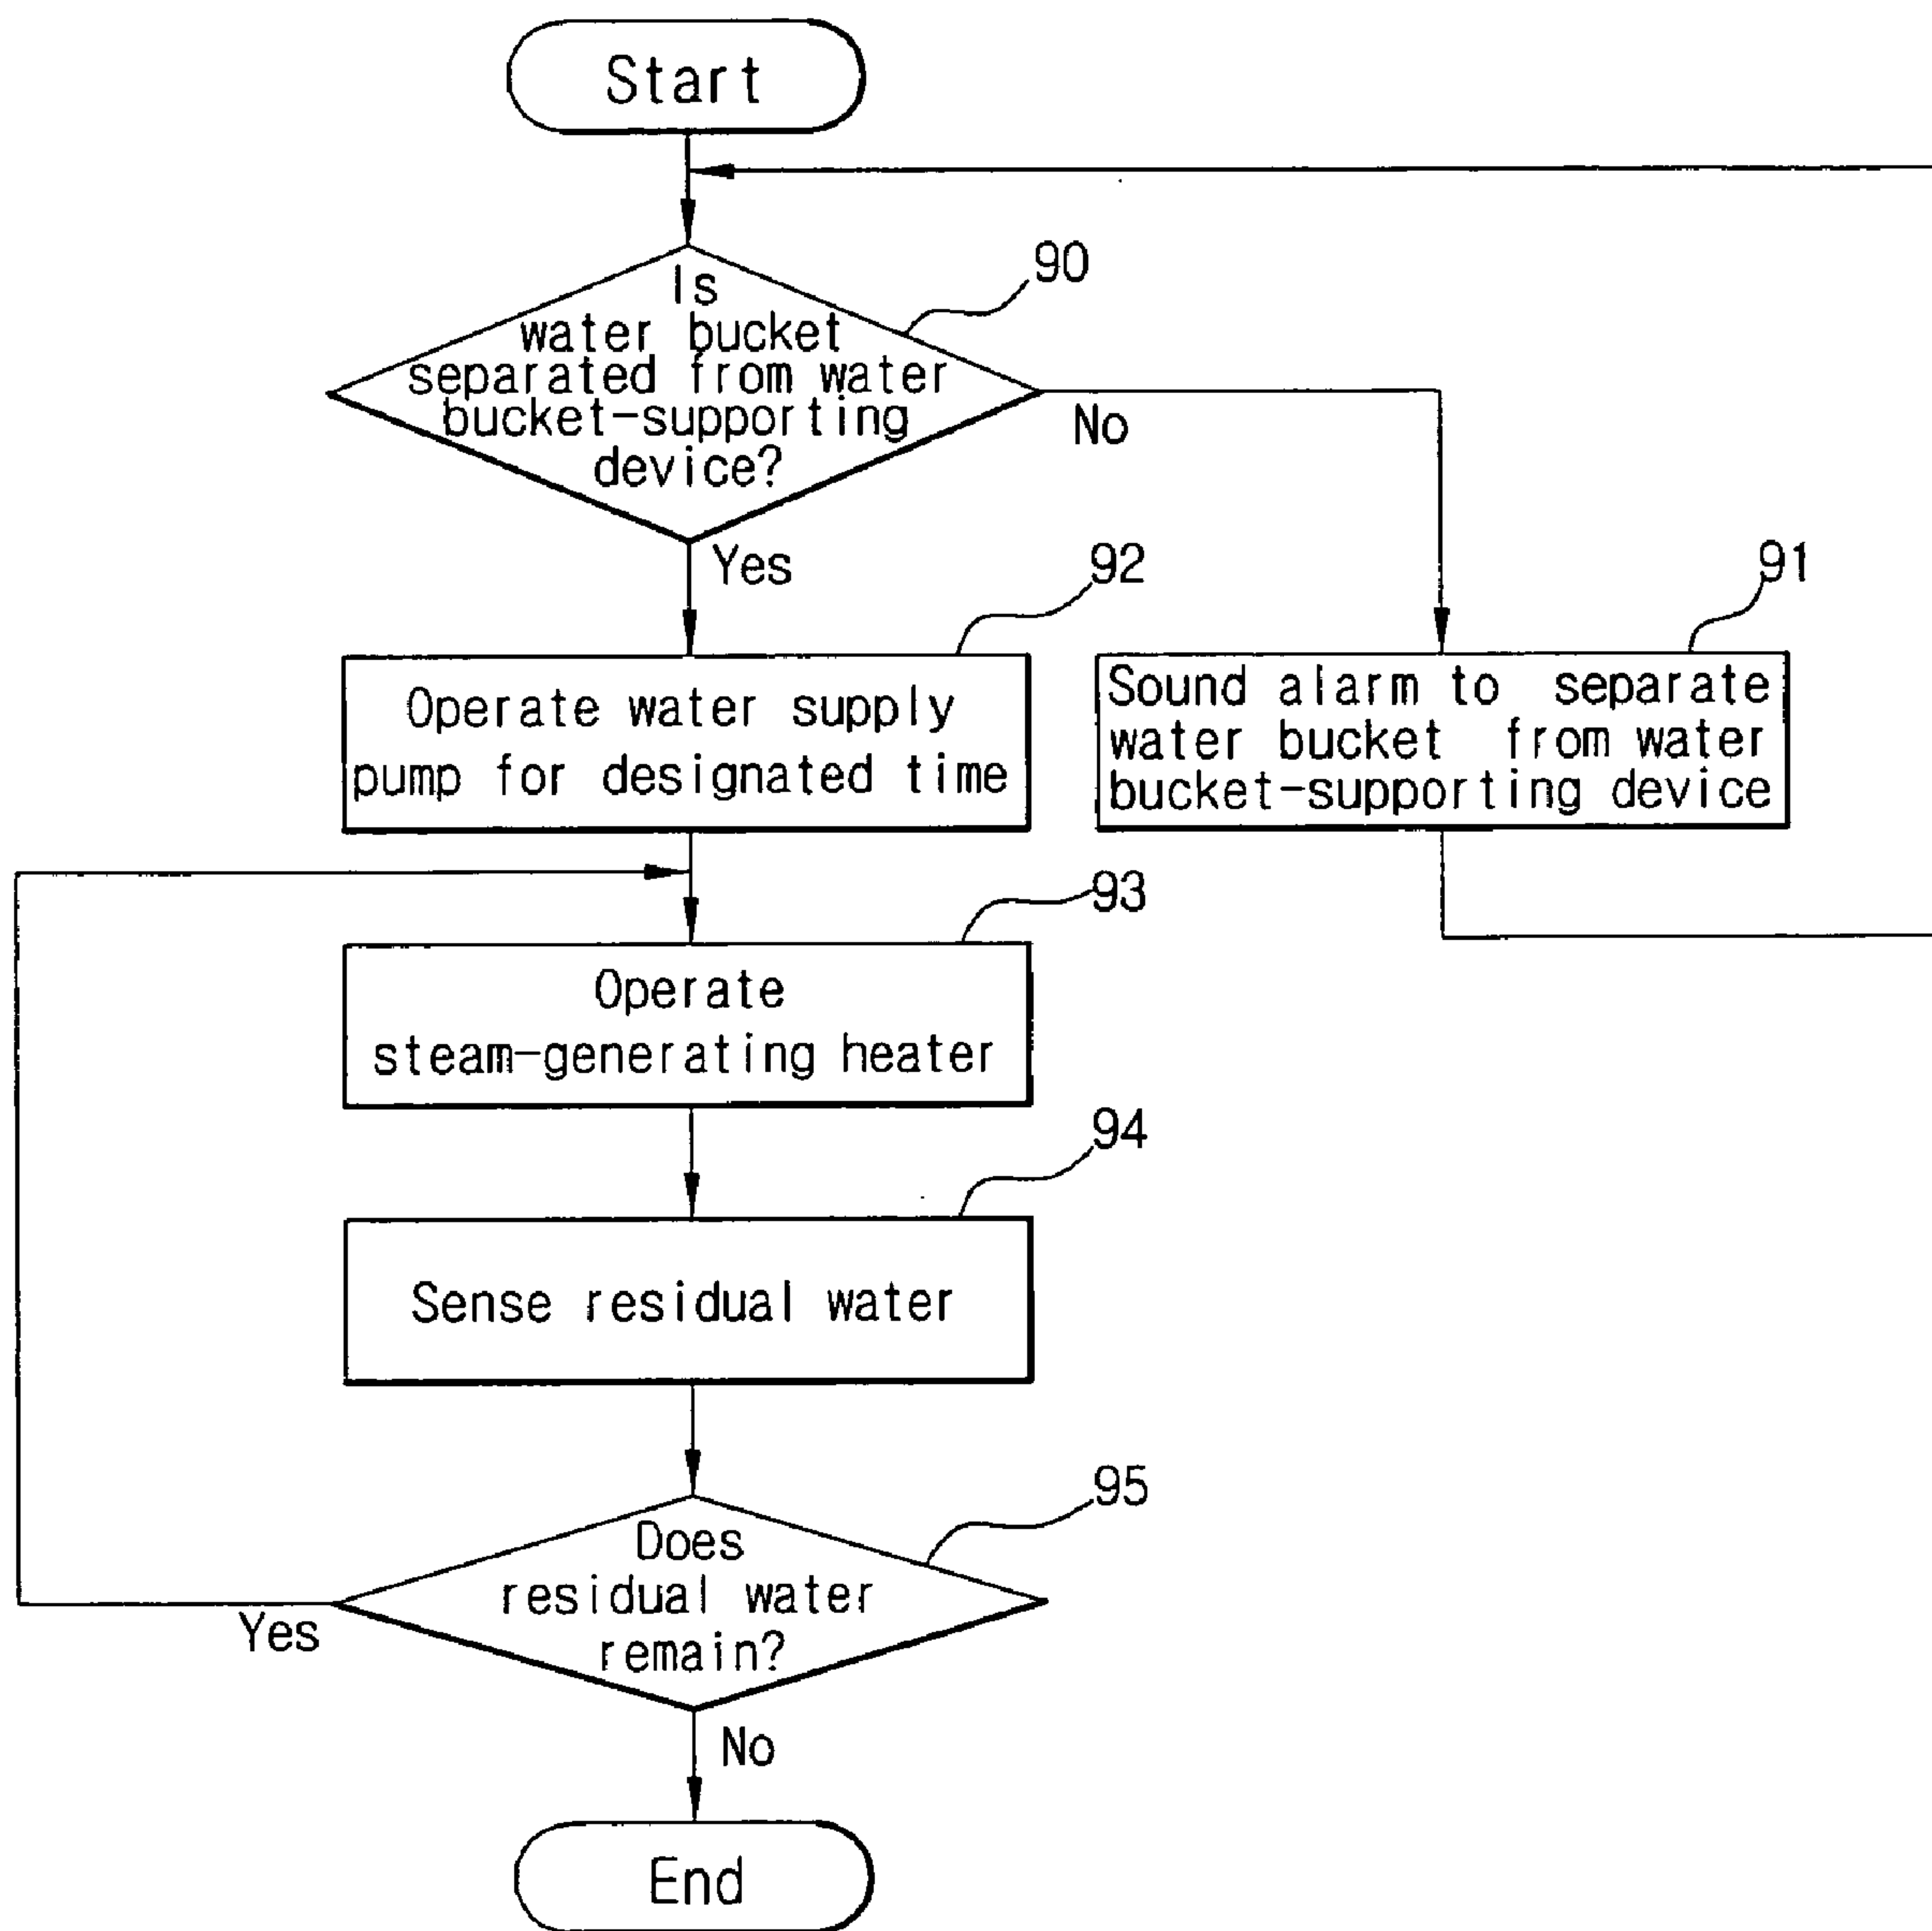 Start
90
Is
water bucket
separated from water
bucket-supporting
device?
No
Yes
92
91
Operate water supply
pump for designated time
Sound alarm to separate
water bucket from water
bucket-supporting device
93
Operate
steam-generating heater
94
Sense residual water
95
Does
residual water
remain?
Yes
No
End